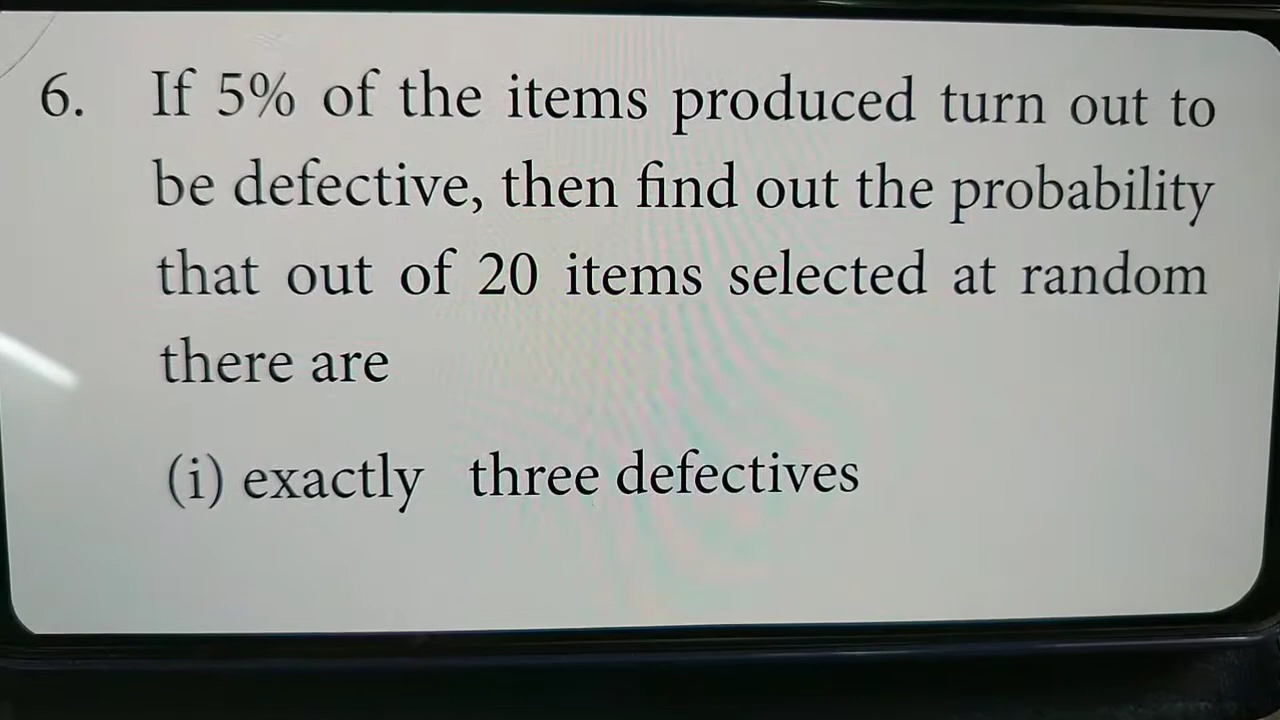 6. If 5% of the items produced turn out to
be defective, then find out the probability
that out of 20 items selected at random
there are
(i) exactly three defectives